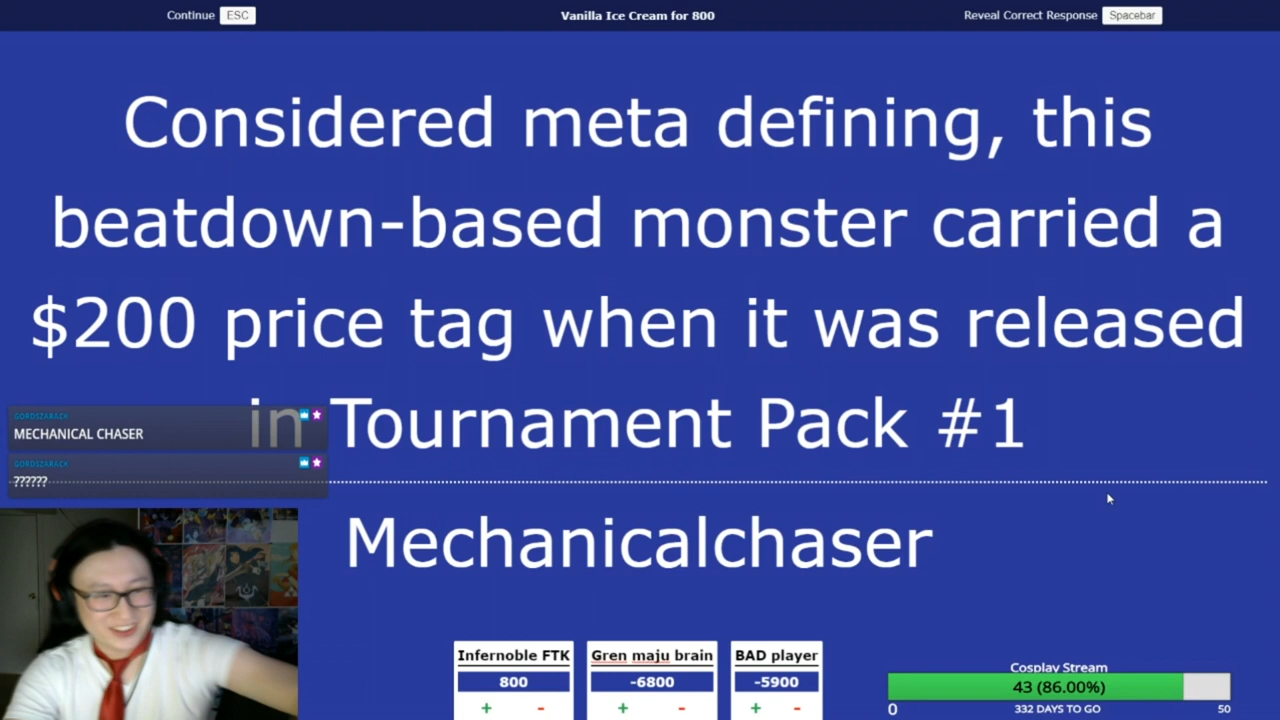 Continue ESC
Vanilla Ice Cream for 800
Reveal Correct Response Spacebar
Considered meta defining, this
beatdown-based monster carried a
$200 price tag when it was released
in Tournament Pack #1
GORDSZARACH
MECHANICAL CHASER
GORDSZARACH
??????
Mechanicalchaser
Infernoble FTK
800
+ -
Gren maju brain
-6800
+ -
BAD player
-5900
+ -
Cosplay Stream
43 (86.00%)
0 332 DAYS TO GO 50